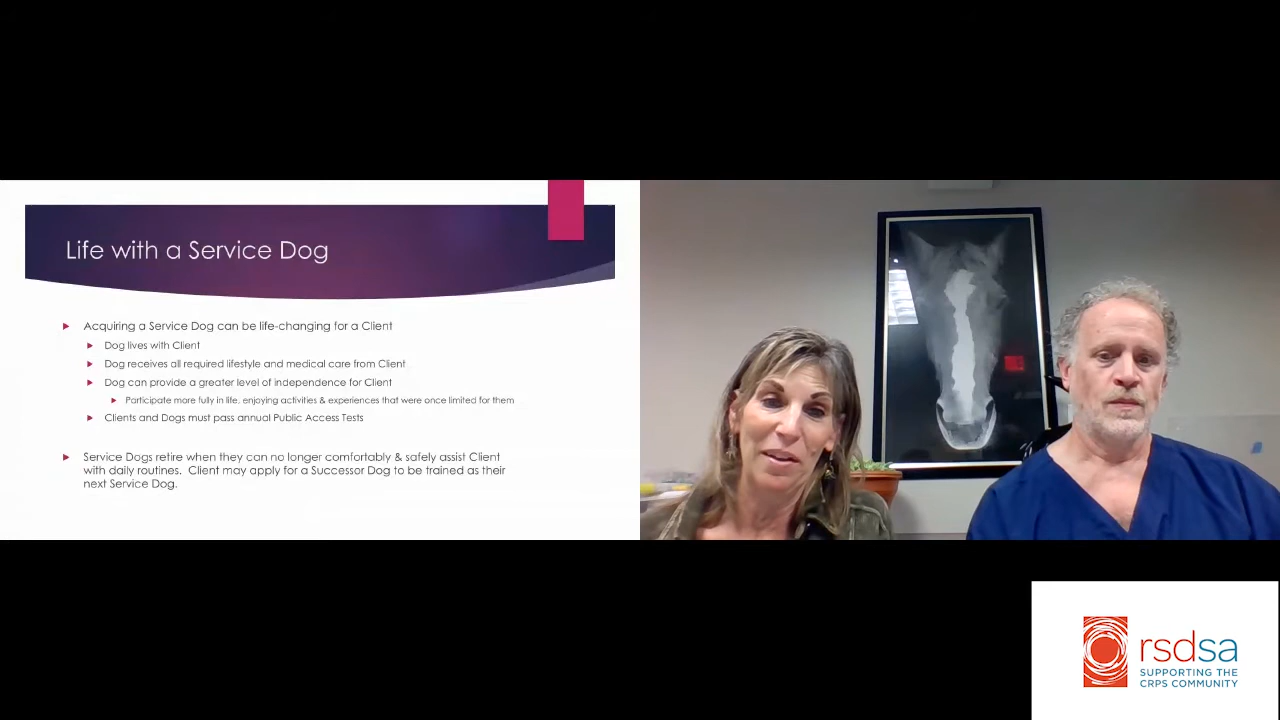 Life with a Service Dog
Acquiring a Service Dog can be life-changing for a Client
Dog lives with Client
Dog receives all required lifestyle and medical care from Client
Dog can provide a greater level of independence for Client
Participate more fully in life, enjoying activities & experiences that were once limited for them
Clients and Dogs must pass annual Public Access Tests
Service Dogs retire when they can no longer comfortably & safely assist Client
with daily routines. Client may apply for a Successor Dog to be trained as their
next Service Dog.
rsdsa
SUPPORTING THE
CRPS COMMUNITY